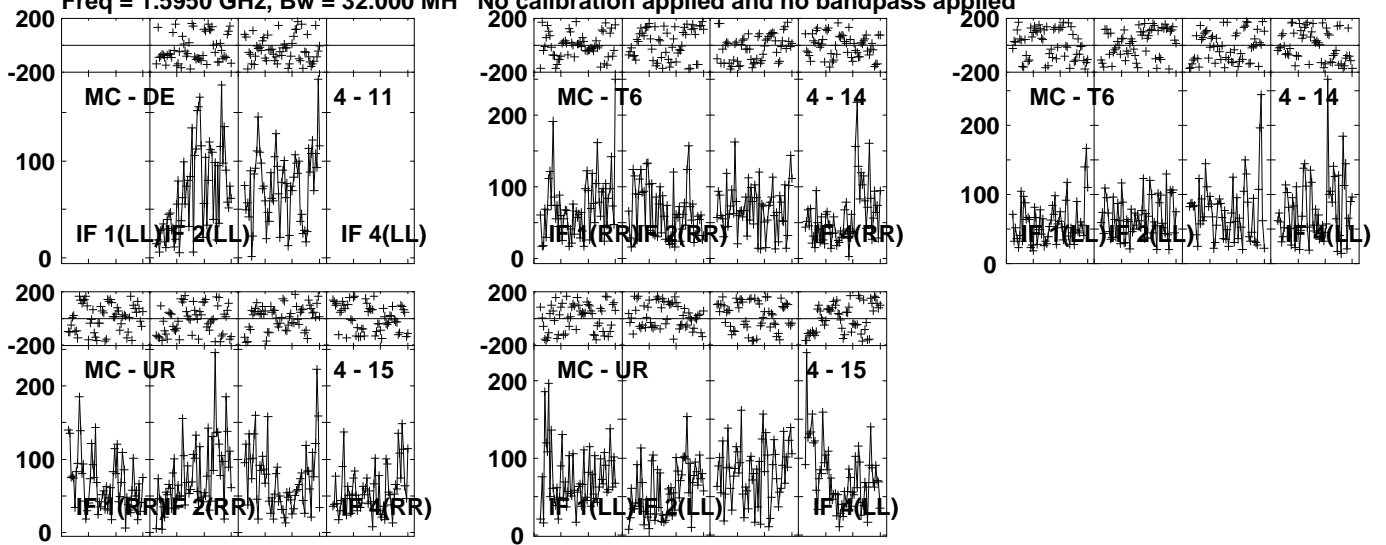 Freq = 1.5950 GHz, Bw = 32.000 MH No calibration applied and no bandpass applied
200
-200
MC - DE 4 - 11
100
0
IF 1(LL) IF 2(LL) IF 4(LL)
200
-200
MC - T6 4 - 14
200
100
0
IF 1(RR) IF 2(RR) IF 4(RR)
200
-200
MC - T6 4 - 14
200
100
0
IF 1(LL) IF 2(LL) IF 4(LL)
200
-200
MC - UR 4 - 15
200
100
0
IF 1(RR) IF 2(RR) IF 4(RR)
200
-200
MC - UR 4 - 15
200
100
0
IF 1(LL) IF 2(LL) IF 4(LL)